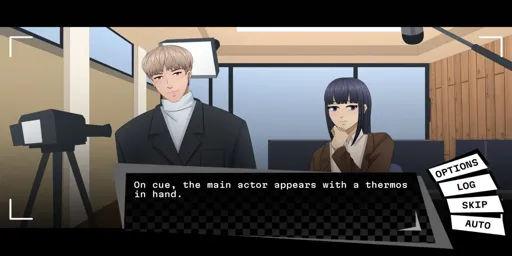 On cue, the main actor appears with a thermos
in hand.
OPTIONS
LOG
SKIP
AUTO